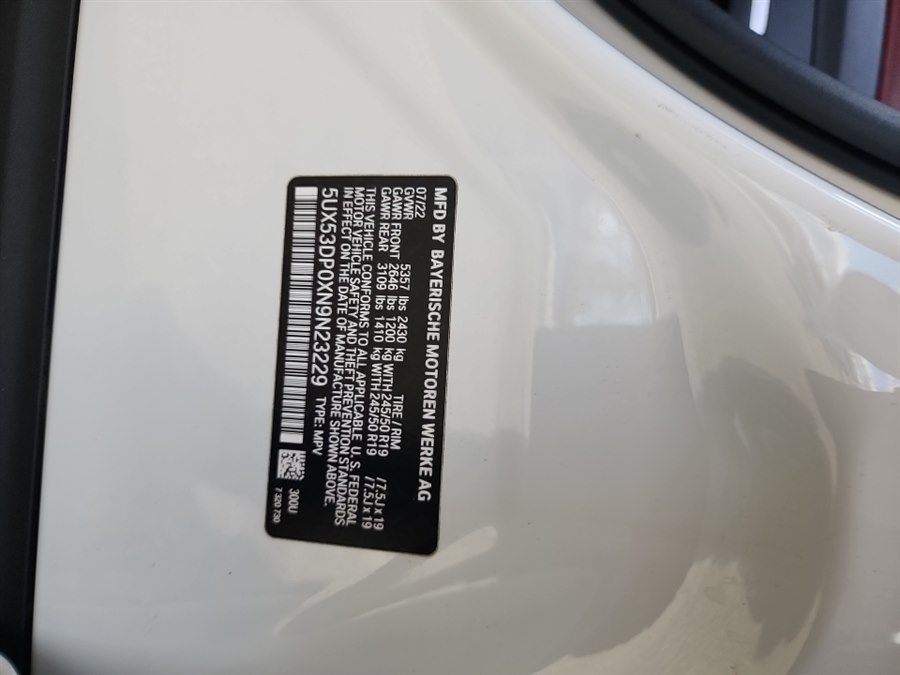 MFD BY BAYERISCHE MOTOREN WERKE AG
07/22
GVWR 5357 lbs 2430 kg TIRE / RIM
GAWR FRONT 2646 lbs 1200 kg WITH 245/50 R19 /7.5J x 19
GAWR REAR 3109 lbs 1410 kg WITH 245/50 R19 /7.5J x 19
THIS VEHICLE CONFORMS TO ALL APPLICABLE U. S. FEDERAL
MOTOR VEHICLE SAFETY AND THEFT PREVENTION STANDARDS
IN EFFECT ON THE DATE OF MANUFACTURE SHOWN ABOVE.
5UX53DP0XN9N23229 TYPE: MPV
300U
7 320 730